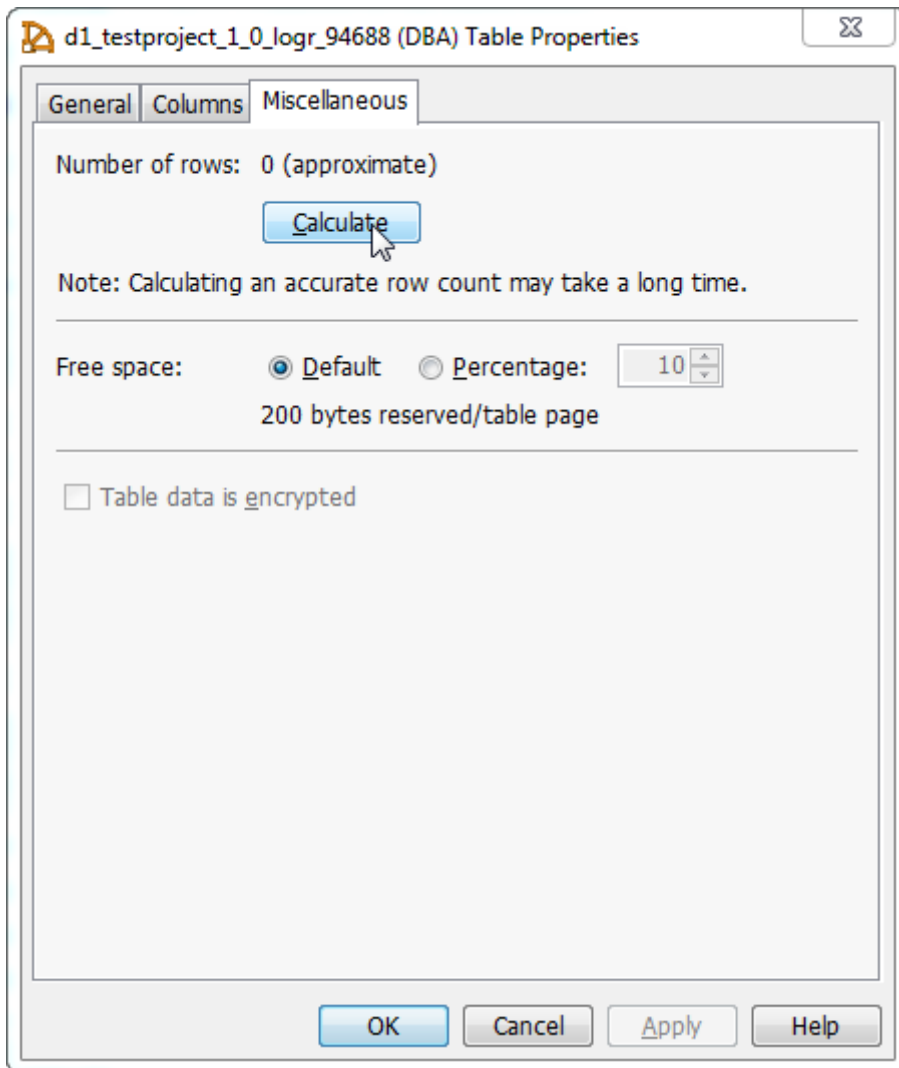 d1_testproject_1_0_logr_94688 (DBA) Table Properties
General Columns Miscellaneous
Number of rows: 0 (approximate)
Calculate
Note: Calculating an accurate row count may take a long time.
Free space: Default Percentage: 10
200 bytes reserved/table page
Table data is encrypted
OK Cancel Apply Help